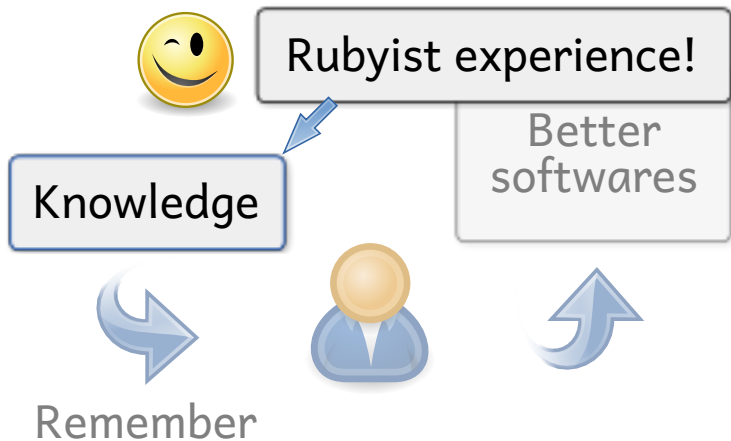 Rubyist experience!
Better
softwares
Knowledge
Remember